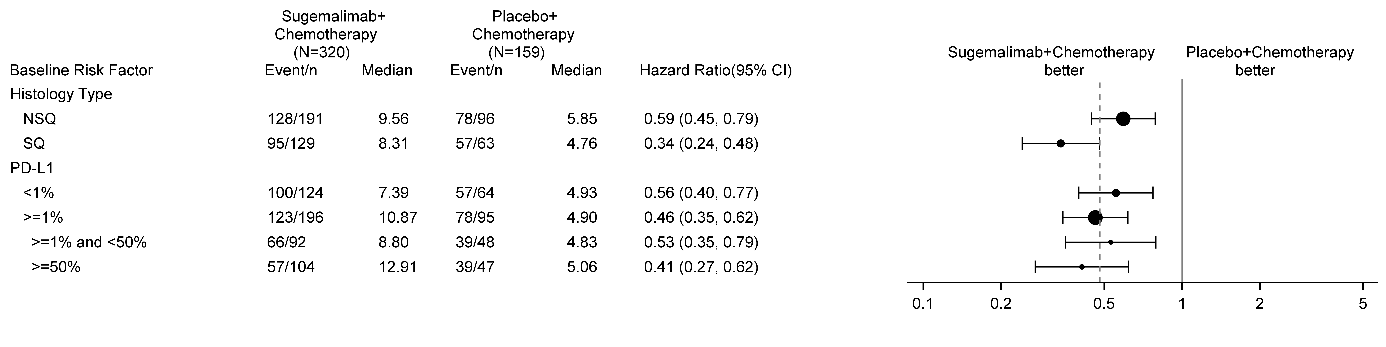 Sugemalimab+ Placebo+
Chemotherapy Chemotherapy
(N=320) (N=159) Sugemalimab+Chemotherapy Placebo+Chemotherapy
Baseline Risk Factor Event/n Median Event/n Median Hazard Ratio(95% CI) better better
Histology Type
NSQ 128/191 9.56 78/96 5.85 0.59 (0.45, 0.79)
SQ 95/129 8.31 57/63 4.76 0.34 (0.24, 0.48)
PD-L1
<1% 100/124 7.39 57/64 4.93 0.56 (0.40, 0.77)
>=1% 123/196 10.87 78/95 4.90 0.46 (0.35, 0.62)
>=1% and <50% 66/92 8.80 39/48 4.83 0.53 (0.35, 0.79)
>=50% 57/104 12.91 39/47 5.06 0.41 (0.27, 0.62)
0.1 0.2 0.5 1 2 5